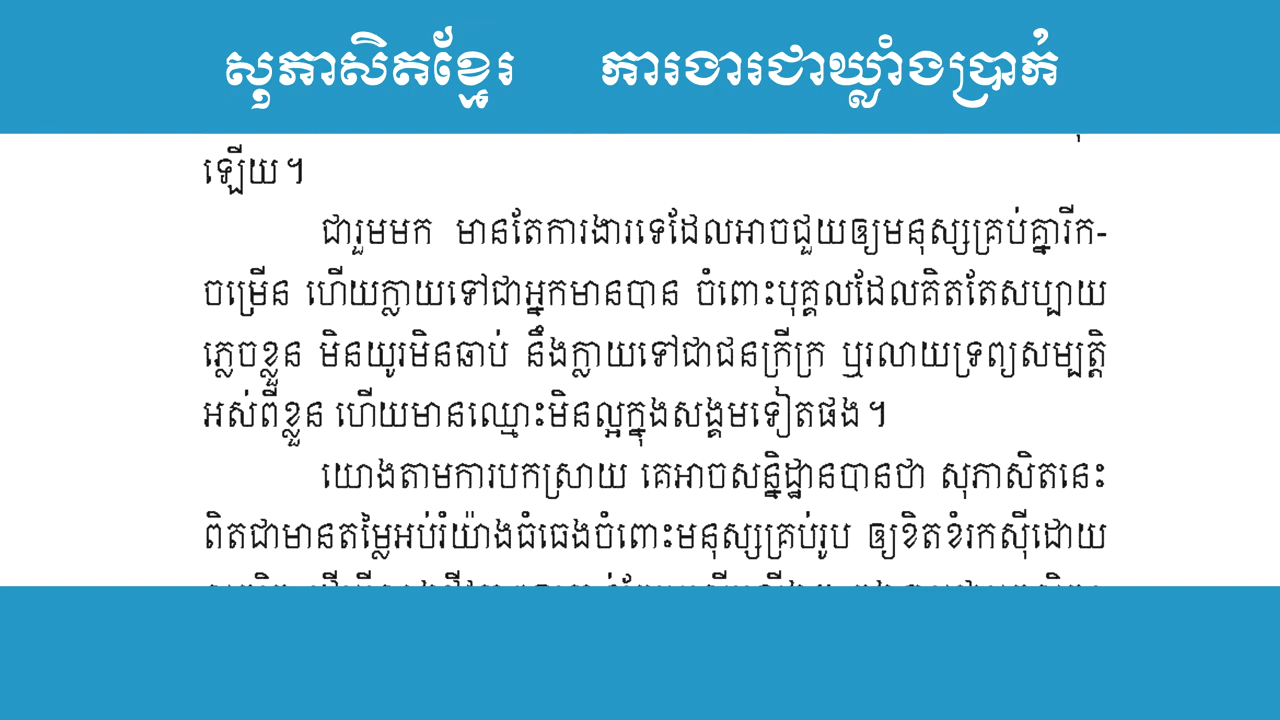 សុភាសិតខ្មែរ ការងារជាឃ្លាំងប្រាក់
ឡើយ។
ជារួមមក មានតែការងារទេដែលអាចជួយឲ្យមនុស្សគ្រប់គ្នារីក-
ចម្រើន ហើយក្លាយទៅជាអ្នកមានបាន ចំពោះបុគ្គលដែលគិតតែសប្បាយ
ភ្លេចខ្លួន មិនយូរមិនឆាប់ នឹងក្លាយទៅជាជនក្រីក្រ ឬរលាយទ្រព្យសម្បត្តិ
អស់ពីខ្លួន ហើយមានឈ្មោះមិនល្អក្នុងសង្គមទៀតផង។
យោងតាមការបកស្រាយ គេអាចសន្និដ្ឋានបានថា សុភាសិតនេះ
ពិតជាមានតម្លៃអប់រំយ៉ាងធំធេងចំពោះមនុស្សគ្រប់រូប ឲ្យខិតខំរកស៊ីដោយ